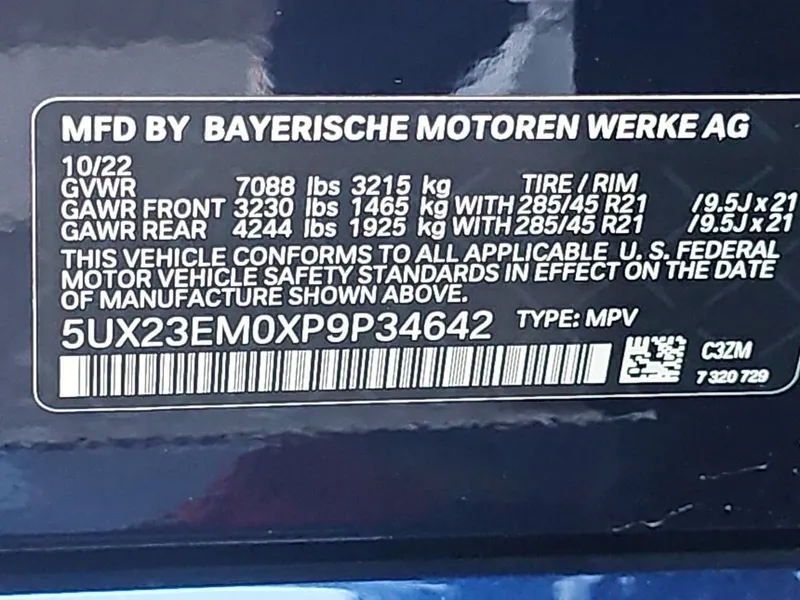 MFD BY BAYERISCHE MOTOREN WERKE AG
10/22
GVWR 7088 lbs 3215 kg TIRE / RIM
GAWR FRONT 3230 lbs 1465 kg WITH 285/45 R21 /9.5J x 21
GAWR REAR 4244 lbs 1925 kg WITH 285/45 R21 /9.5J x 21
THIS VEHICLE CONFORMS TO ALL APPLICABLE U. S. FEDERAL
MOTOR VEHICLE SAFETY STANDARDS IN EFFECT ON THE DATE
OF MANUFACTURE SHOWN ABOVE.
5UX23EM0XP9P34642 TYPE: MPV
C3ZM
7 320 729